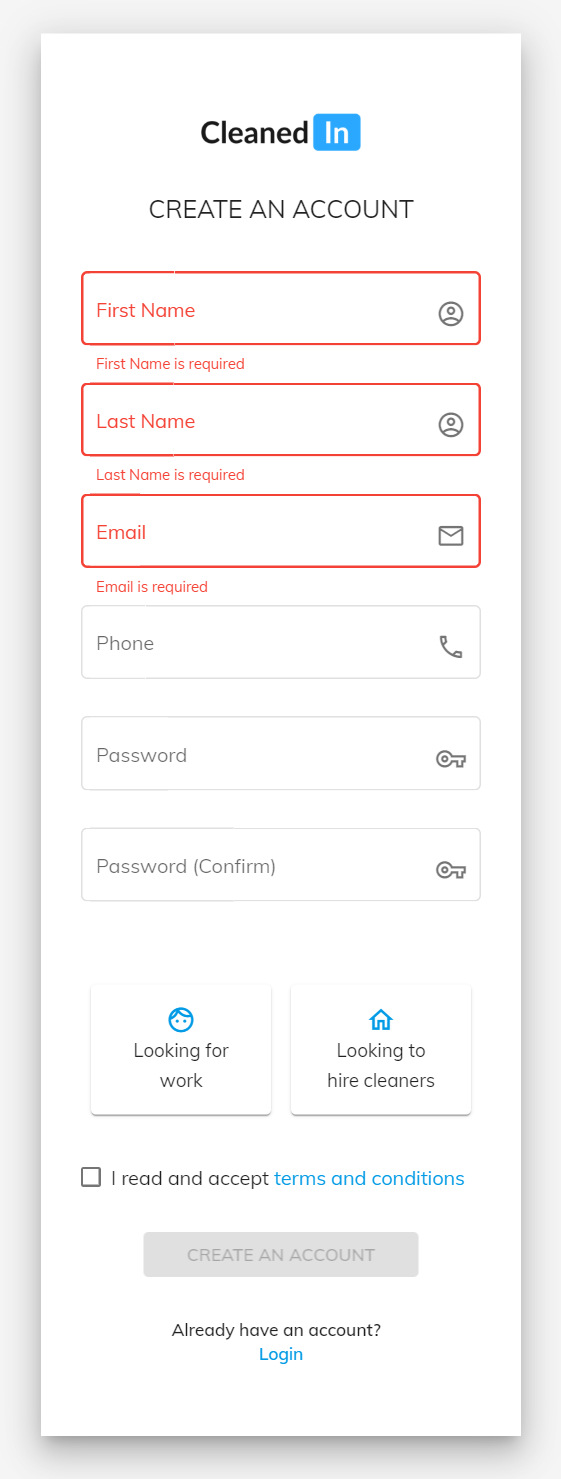 Cleaned In
CREATE AN ACCOUNT
First Name
First Name is required
Last Name
Last Name is required
Email
Email is required
Phone
Password
Password (Confirm)
Looking for
work
Looking to
hire cleaners
I read and accept terms and conditions
CREATE AN ACCOUNT
Already have an account?
Login